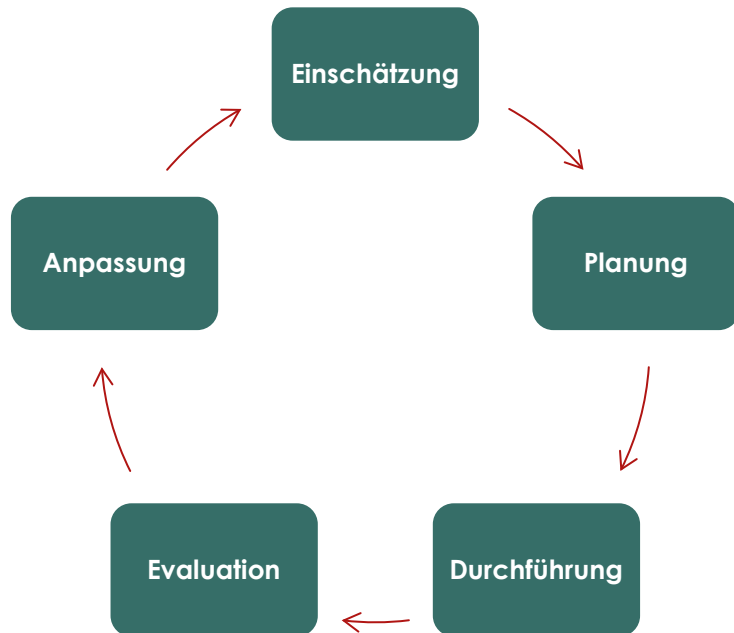 Einschätzung
Planung
Durchführung
Evaluation
Anpassung